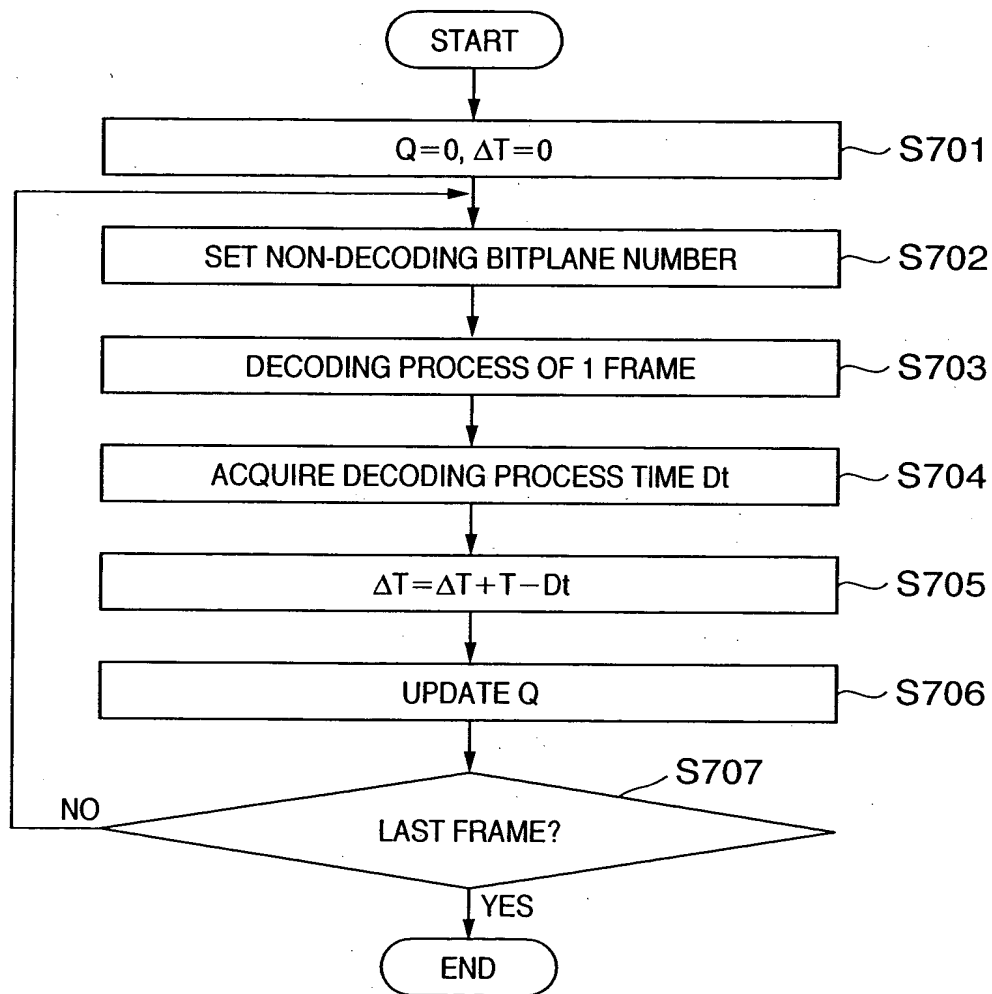 START
Q=0, ΔT=0
S701
SET NON-DECODING BITPLANE NUMBER
S702
DECODING PROCESS OF 1 FRAME
S703
ACQUIRE DECODING PROCESS TIME Dt
S704
ΔT=ΔT+T-Dt
S705
UPDATE Q
S706
S707
NO
LAST FRAME?
YES
END